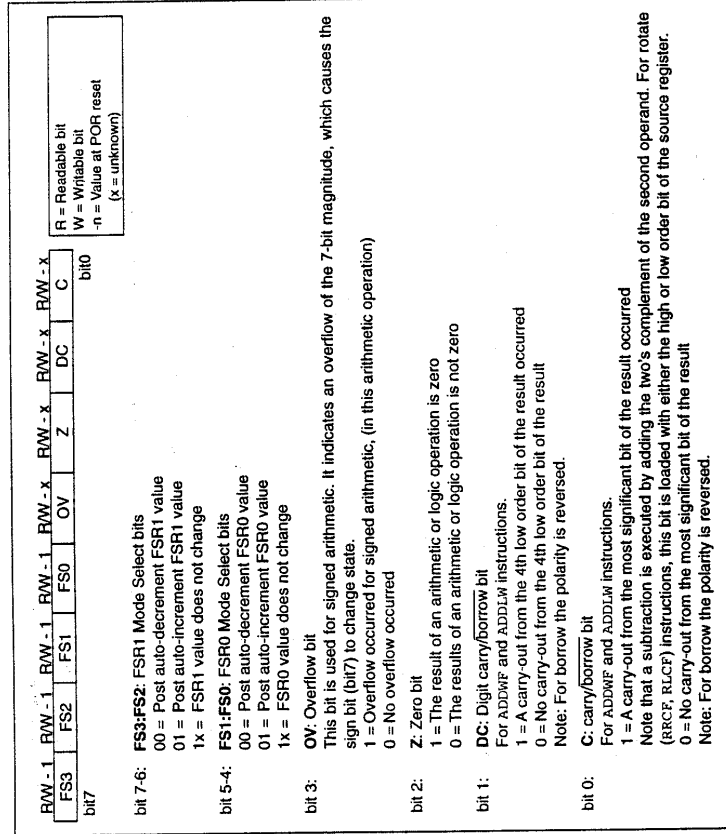 R/W - 1 R/W - 1 R/W - 1 R/W - 1 R/W - x R/W - x R/W - x R/W - x
FS3 FS2 FS1 FS0 OV Z DC C
bit7 bit0
R = Readable bit
W = Writable bit
-n = Value at POR reset
(x = unknown)
bit 7-6: FS3:FS2: FSR1 Mode Select bits
00 = Post auto-decrement FSR1 value
01 = Post auto-increment FSR1 value
1x = FSR1 value does not change
bit 5-4: FS1:FS0: FSR0 Mode Select bits
00 = Post auto-decrement FSR0 value
01 = Post auto-increment FSR0 value
1x = FSR0 value does not change
bit 3: OV: Overflow bit
This bit is used for signed arithmetic. It indicates an overflow of the 7-bit magnitude, which causes the
sign bit (bit7) to change state.
1 = Overflow occurred for signed arithmetic, (in this arithmetic operation)
0 = No overflow occurred
bit 2: Z: Zero bit
1 = The result of an arithmetic or logic operation is zero
0 = The results of an arithmetic or logic operation is not zero
bit 1: DC: Digit carry/borrow bit
For ADDWF and ADDLW instructions.
1 = A carry-out from the 4th low order bit of the result occurred
0 = No carry-out from the 4th low order bit of the result
Note: For borrow the polarity is reversed.
bit 0: C: carry/borrow bit
For ADDWF and ADDLW instructions.
1 = A carry-out from the most significant bit of the result occurred
Note that a subtraction is executed by adding the two's complement of the second operand. For rotate
(RRCF, RLCF) instructions, this bit is loaded with either the high or low order bit of the source register.
0 = No carry-out from the most significant bit of the result
Note: For borrow the polarity is reversed.